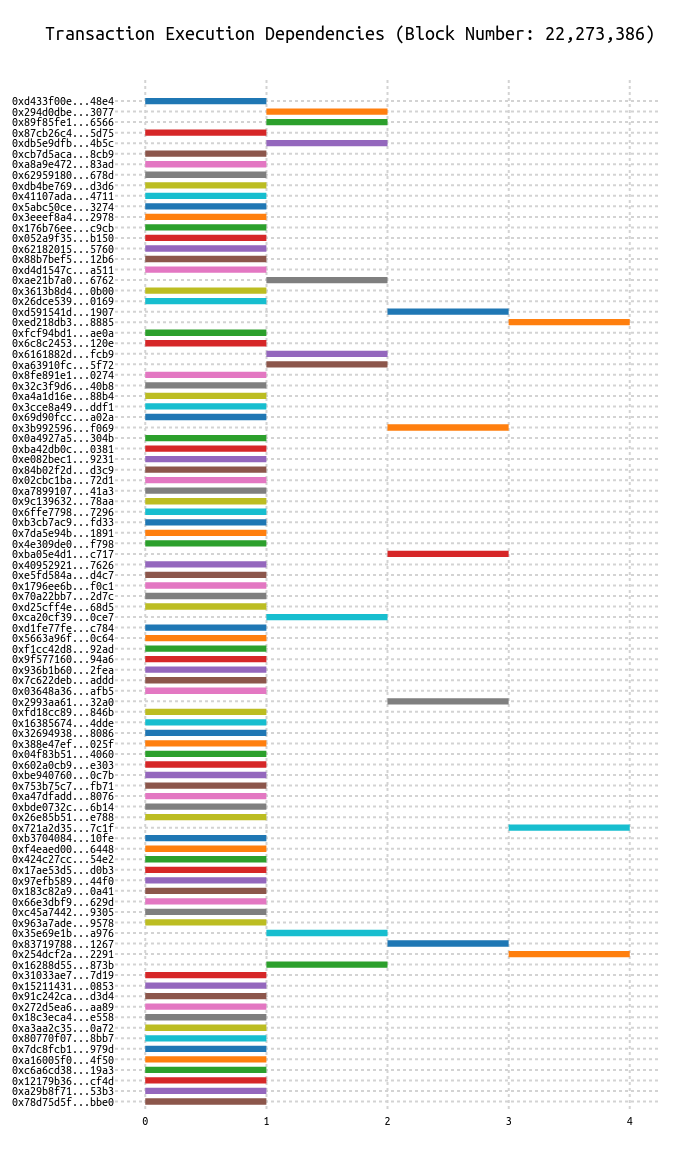 Transaction Execution Dependencies (Block Number: 22,273,386)
0xd433f00e...48e4
0x294d0dbe...3077
0x89f85fe1...6566
0x87cb26c4...5d75
0xdb5e9dfb...4b5c
0xcb7d5aca...8cb9
0xa8a9e472...83ad
0x62959180...678d
0xdb4be769...d3d6
0x41107ada...4711
0x5abc50ce...3274
0x3eeef8a4...2978
0x176b76ee...c9cb
0x052a9f35...b150
0x62182015...5760
0x88b7bef5...12b6
0xd4d1547c...a511
0xae21b7a0...6762
0x3613b8d4...0b00
0x26dce539...0169
0xd591541d...1907
0xed218db3...8885
0xfcf94bd1...ae0a
0x6c8c2453...120e
0x6161882d...fcb9
0xa63910fc...5f72
0x8fe891e1...0274
0x32c3f9d6...40b8
0xa4a1d16e...88b4
0x3cce8a49...ddf1
0x69d90fcc...a02a
0x3b992596...f069
0x0a4927a5...304b
0xba42db0c...0381
0xe082bec1...9231
0x84b02f2d...d3c9
0x02cbc1ba...72d1
0xa7899107...41a3
0x9c139632...78aa
0x6ffe7798...7296
0xb3cb7ac9...fd33
0x7da5e94b...1891
0x4e309de0...f798
0xba05e4d1...c717
0x40952921...7626
0xe5fd584a...d4c7
0x1796ee6b...f0c1
0x70a22bb7...2d7c
0xd25cff4e...68d5
0xca20cf39...0ce7
0xd1fe77fe...c784
0x5663a96f...0c64
0xf1cc42d8...92ad
0x9f577160...94a6
0x936b1b60...2fea
0x7c622deb...addd
0x03648a36...afb5
0x2993aa61...32a0
0xfd18cc89...846b
0x16385674...4dde
0x32694938...8086
0x388e47ef...025f
0x04f83b51...4060
0x602a0cb9...e303
0xbe940760...0c7b
0x753b75c7...fb71
0xa47dfadd...8076
0xbde0732c...6b14
0x26e85b51...e788
0x721a2d35...7c1f
0xb3704084...10fe
0xf4eaed00...6448
0x424c27cc...54e2
0x17ae53d5...d0b3
0x97efb589...44f0
0x183c82a9...0a41
0x66e3dbf9...629d
0xc45a7442...9305
0x963a7ade...9578
0x35e69e1b...a976
0x83719788...1267
0x254dcf2a...2291
0x16288d55...873b
0x31033ae7...7d19
0x15211431...0853
0x91c242ca...d3d4
0x272d5ea6...aa89
0x18c3eca4...e558
0xa3aa2c35...0a72
0x80770f07...8bb7
0x7dc8fcb1...979d
0xa16005f0...4f50
0xc6a6cd38...19a3
0x12179b36...cf4d
0xa29b8f71...53b3
0x78d75d5f...bbe0
0 1 2 3 4